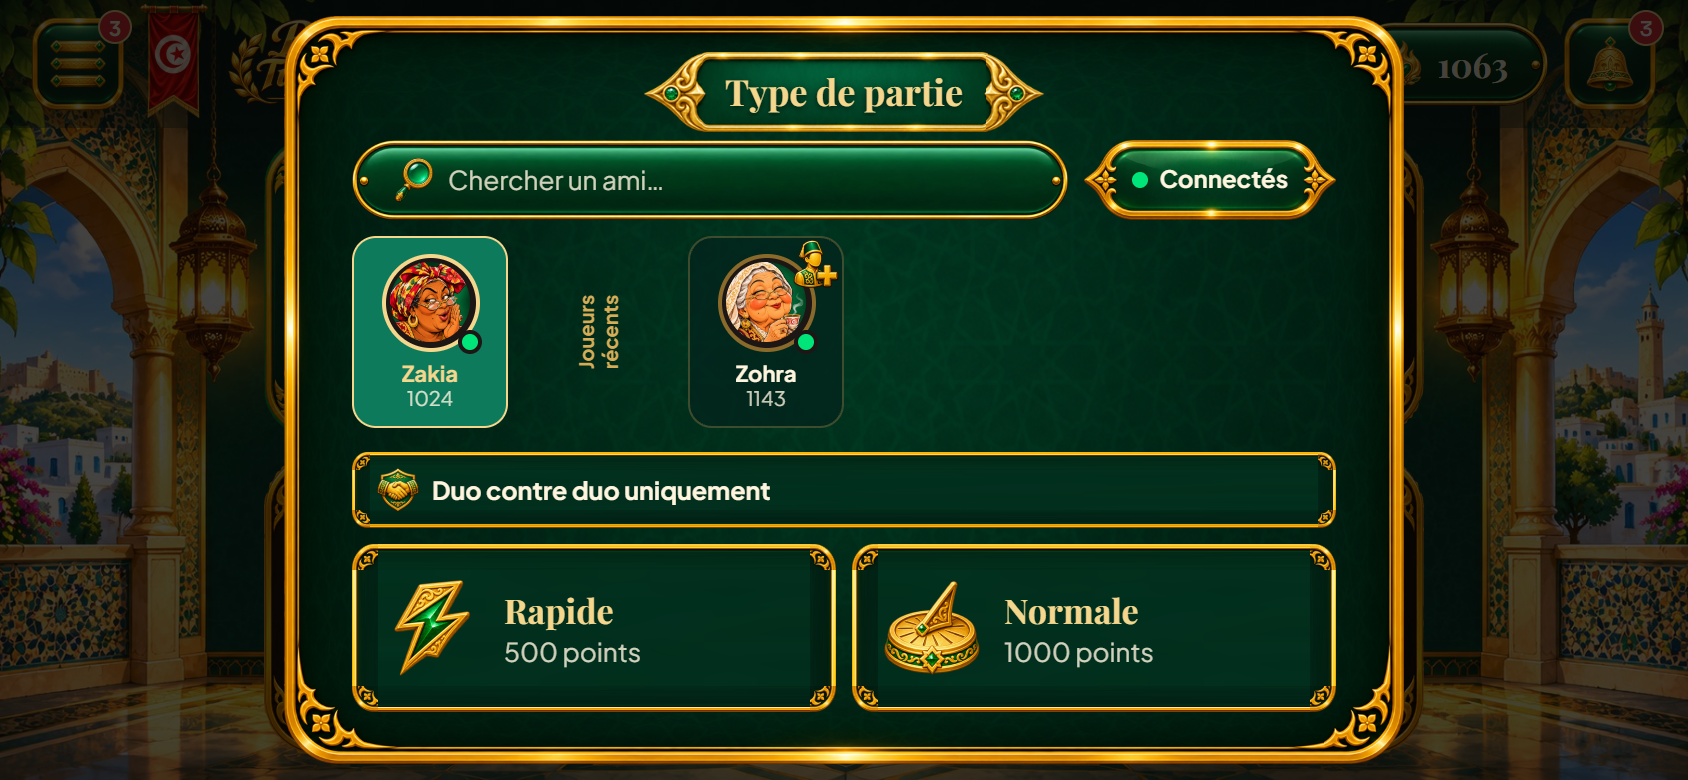 3
1063
3
Type de partie
Chercher un ami...
Connectés
Zakia
1024
Joueurs
récents
Zohra
1143
Duo contre duo uniquement
Rapide
500 points
Normale
1000 points